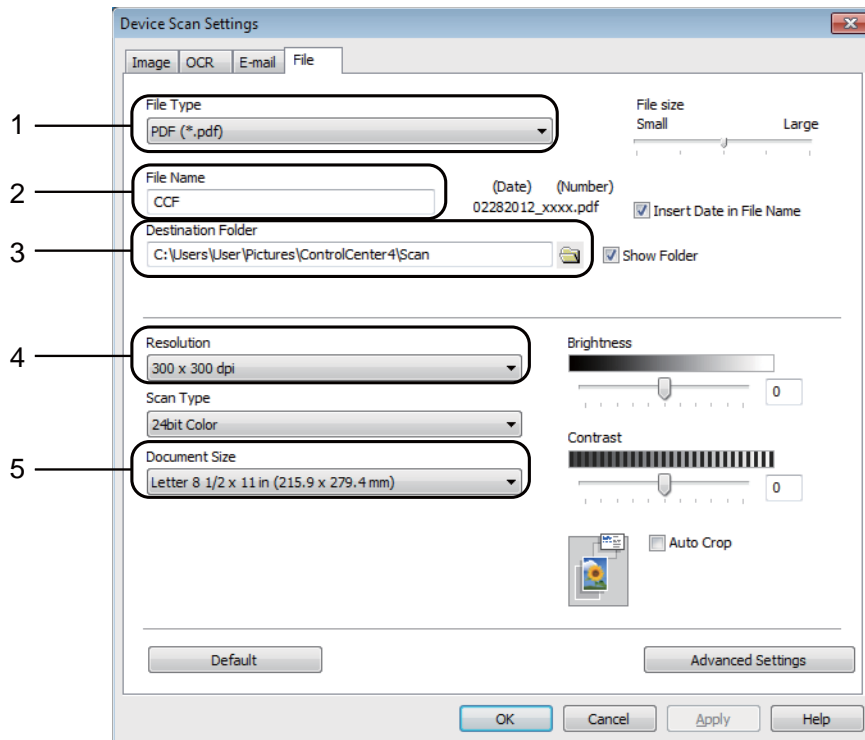 Device Scan Settings
Image OCR E-mail File
1
File Type
PDF (*.pdf)
File size
Small Large
2
File Name
CCF
(Date) (Number)
02282012_xxxx.pdf
Insert Date in File Name
3
Destination Folder
C:\Users\User\Pictures\ControlCenter4\Scan
Show Folder
4
Resolution
300 x 300 dpi
Brightness
0
Scan Type
24bit Color
Contrast
0
5
Document Size
Letter 8 1/2 x 11 in (215.9 x 279.4 mm)
Auto Crop
Default
Advanced Settings
OK Cancel Apply Help